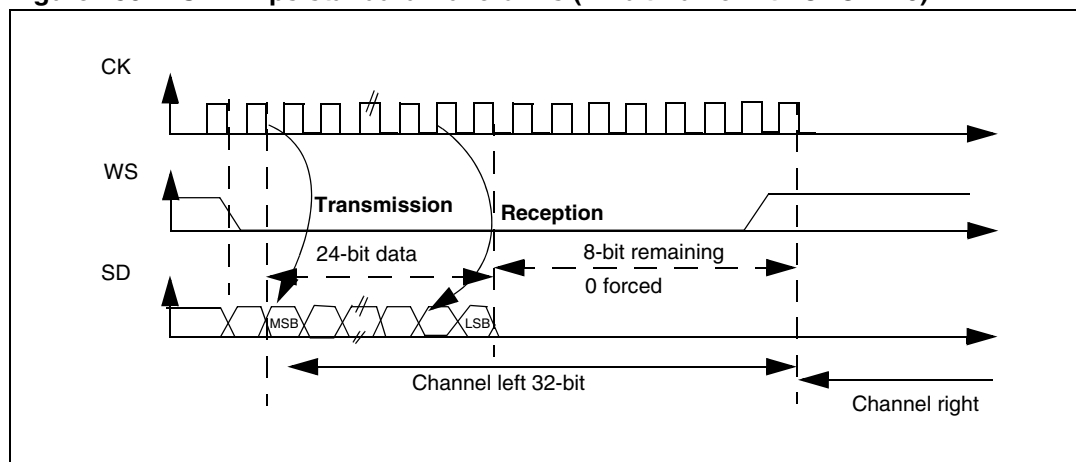 CK
WS
Transmission
Reception
24-bit data
8-bit remaining
0 forced
SD
MSB
LSB
Channel left 32-bit
Channel right